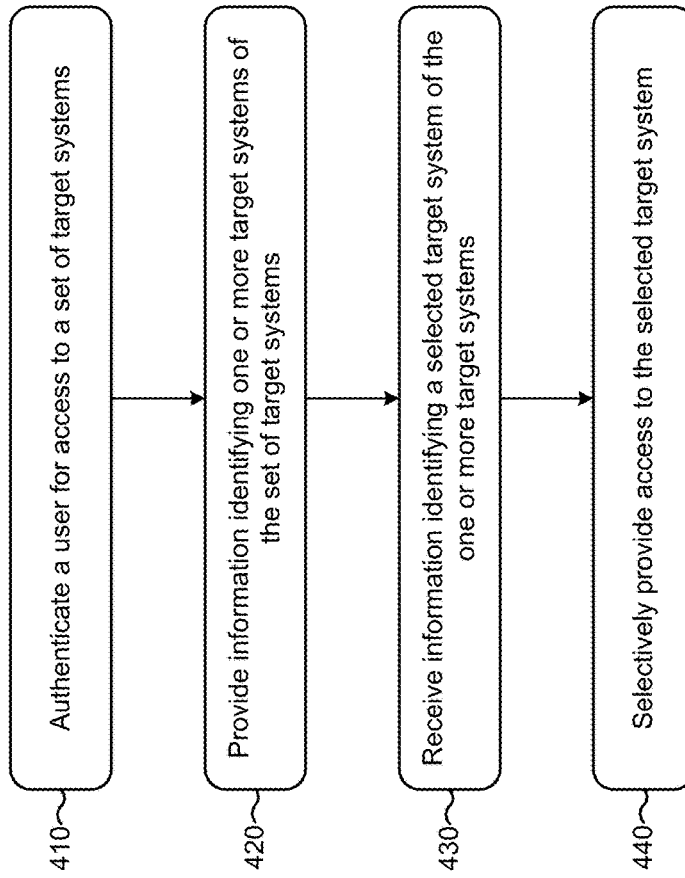 410
Authenticate a user for access to a set of target systems
420
Provide information identifying one or more target systems of
the set of target systems
430
Receive information identifying a selected target system of the
one or more target systems
440
Selectively provide access to the selected target system